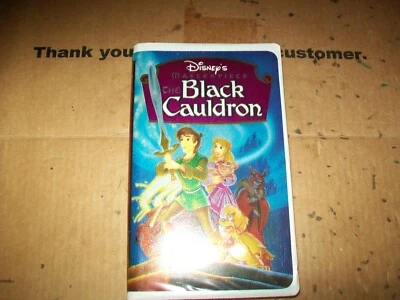 Thank you customer.
Disney's
MASTERPIECE
THE Black
Cauldron